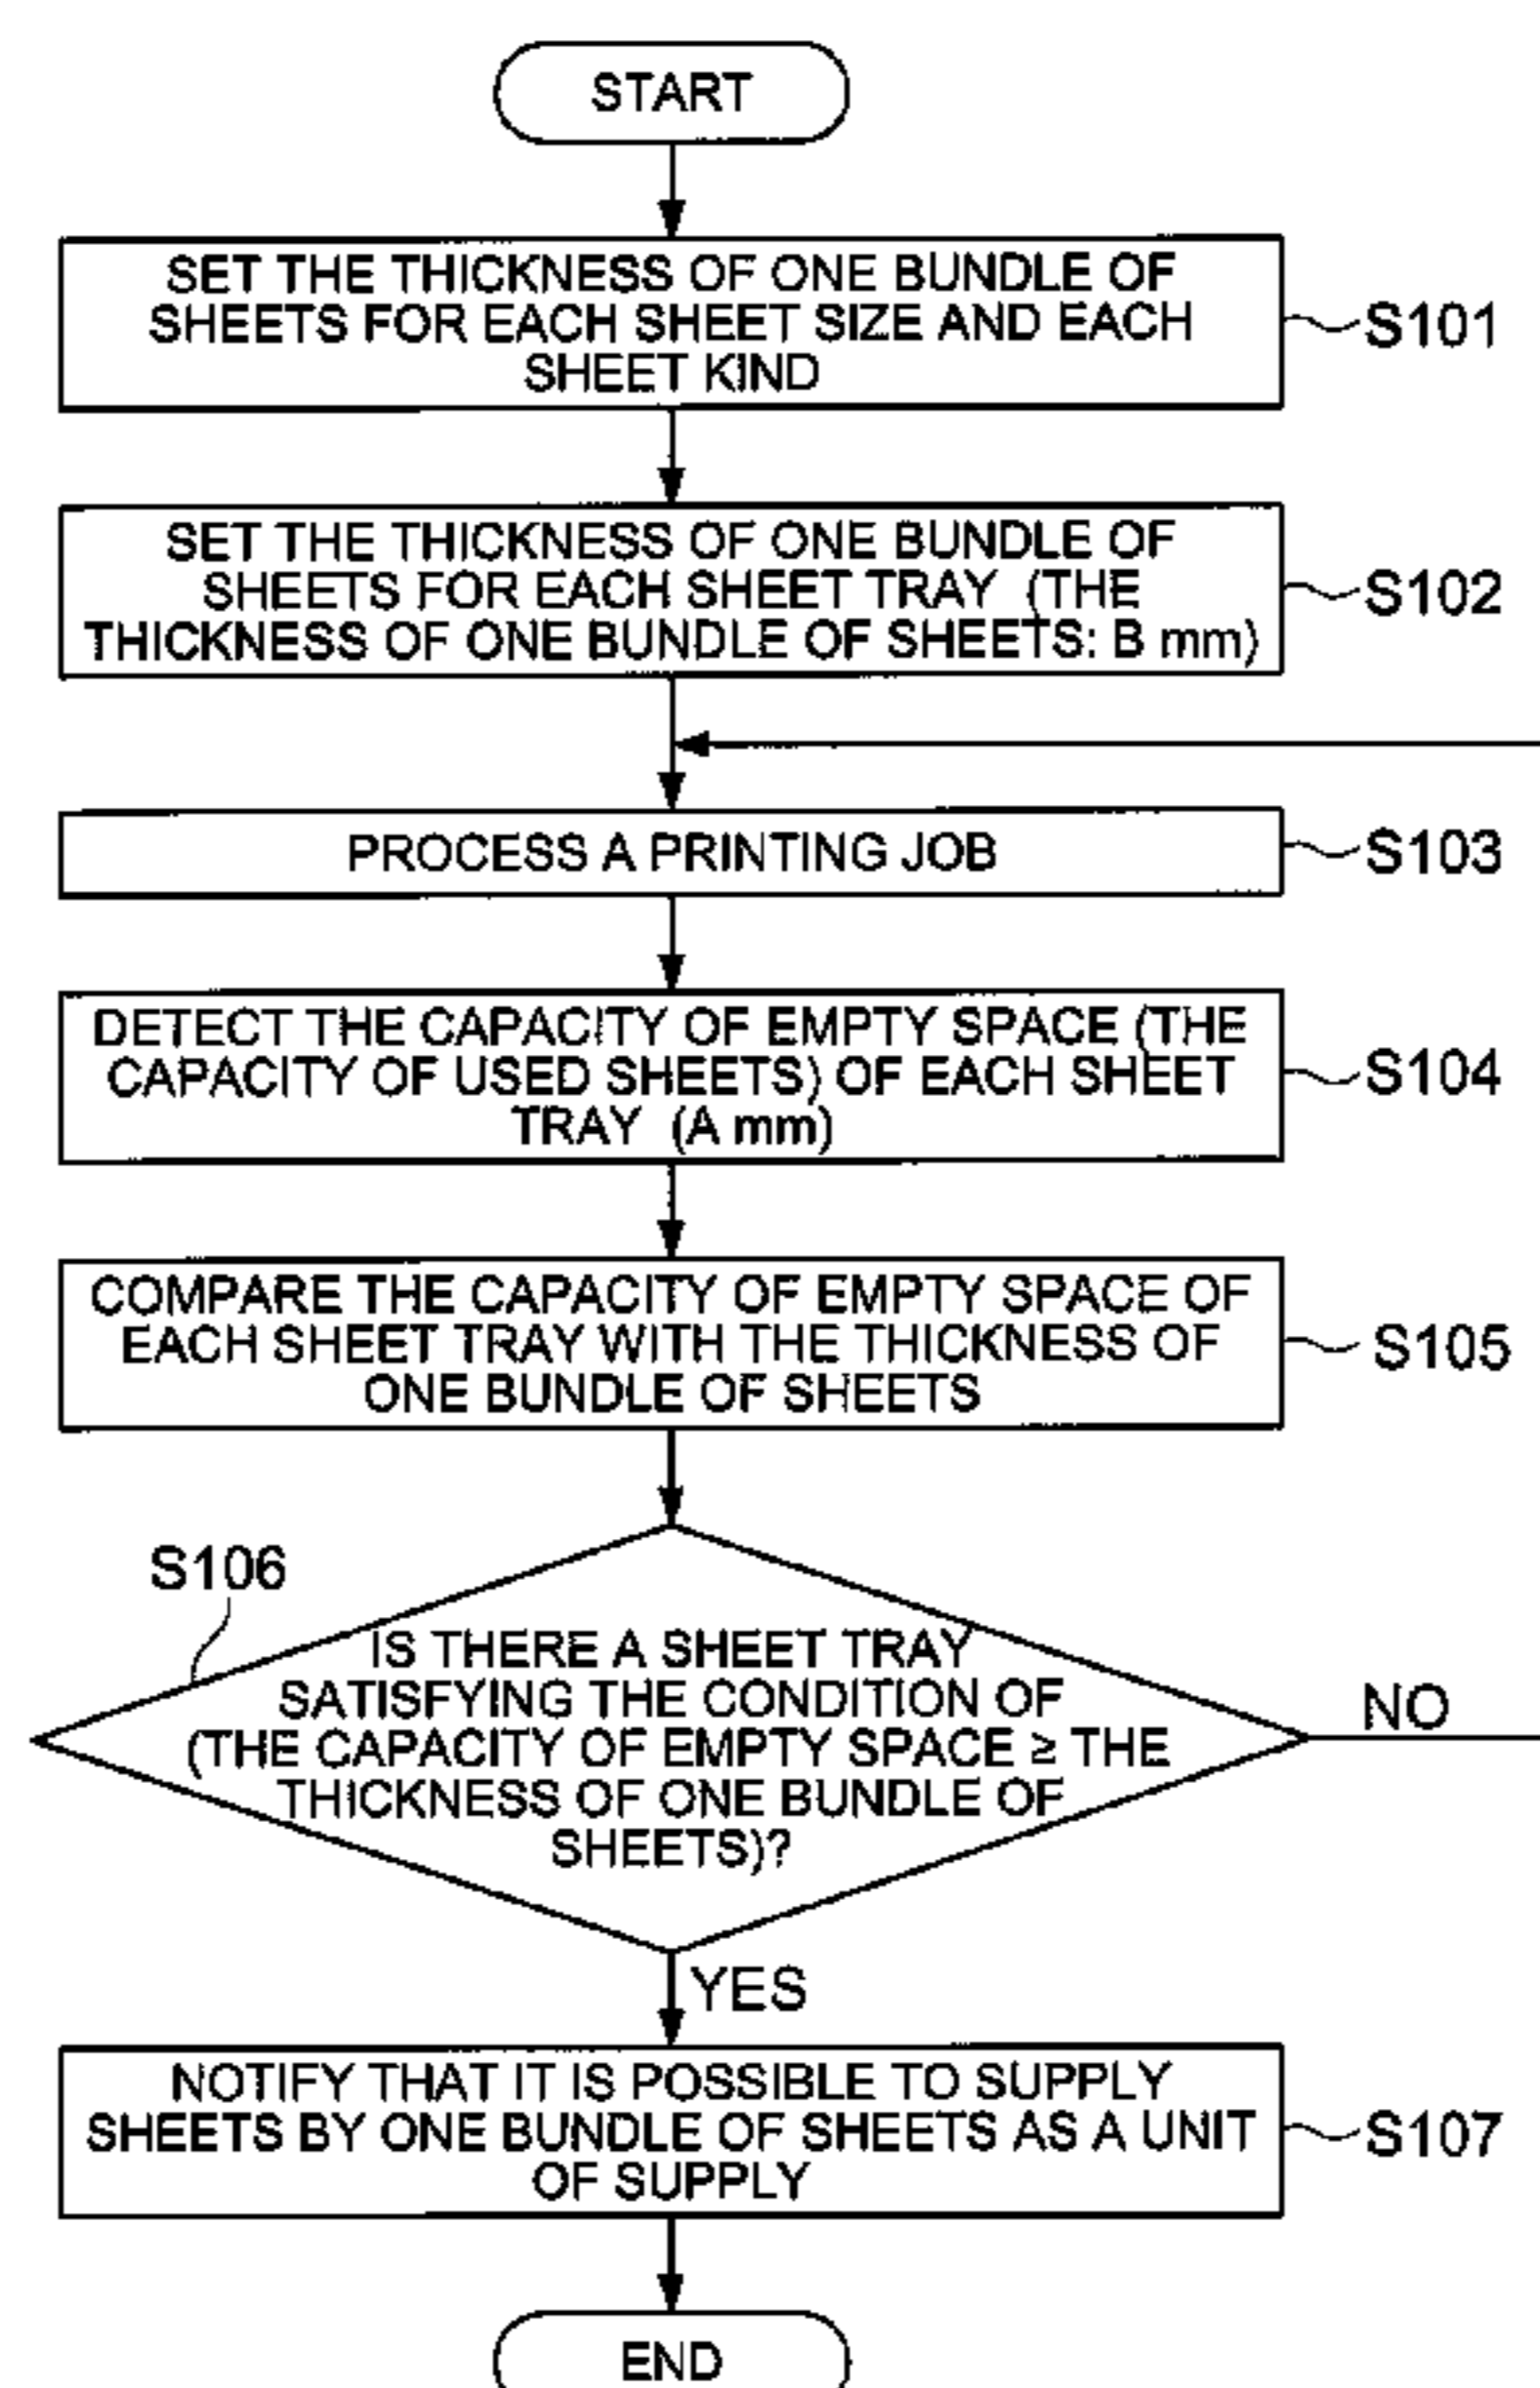 START
SET THE THICKNESS OF ONE BUNDLE OF
SHEETS FOR EACH SHEET SIZE AND EACH
SHEET KIND
S101
SET THE THICKNESS OF ONE BUNDLE OF
SHEETS FOR EACH SHEET TRAY (THE
THICKNESS OF ONE BUNDLE OF SHEETS: B mm)
S102
PROCESS A PRINTING JOB
S103
DETECT THE CAPACITY OF EMPTY SPACE (THE
CAPACITY OF USED SHEETS) OF EACH SHEET
TRAY (A mm)
S104
COMPARE THE CAPACITY OF EMPTY SPACE OF
EACH SHEET TRAY WITH THE THICKNESS OF
ONE BUNDLE OF SHEETS
S105
S106
IS THERE A SHEET TRAY
SATISFYING THE CONDITION OF
(THE CAPACITY OF EMPTY SPACE ≥ THE
THICKNESS OF ONE BUNDLE OF
SHEETS)?
NO
YES
NOTIFY THAT IT IS POSSIBLE TO SUPPLY
SHEETS BY ONE BUNDLE OF SHEETS AS A UNIT
OF SUPPLY
S107
END